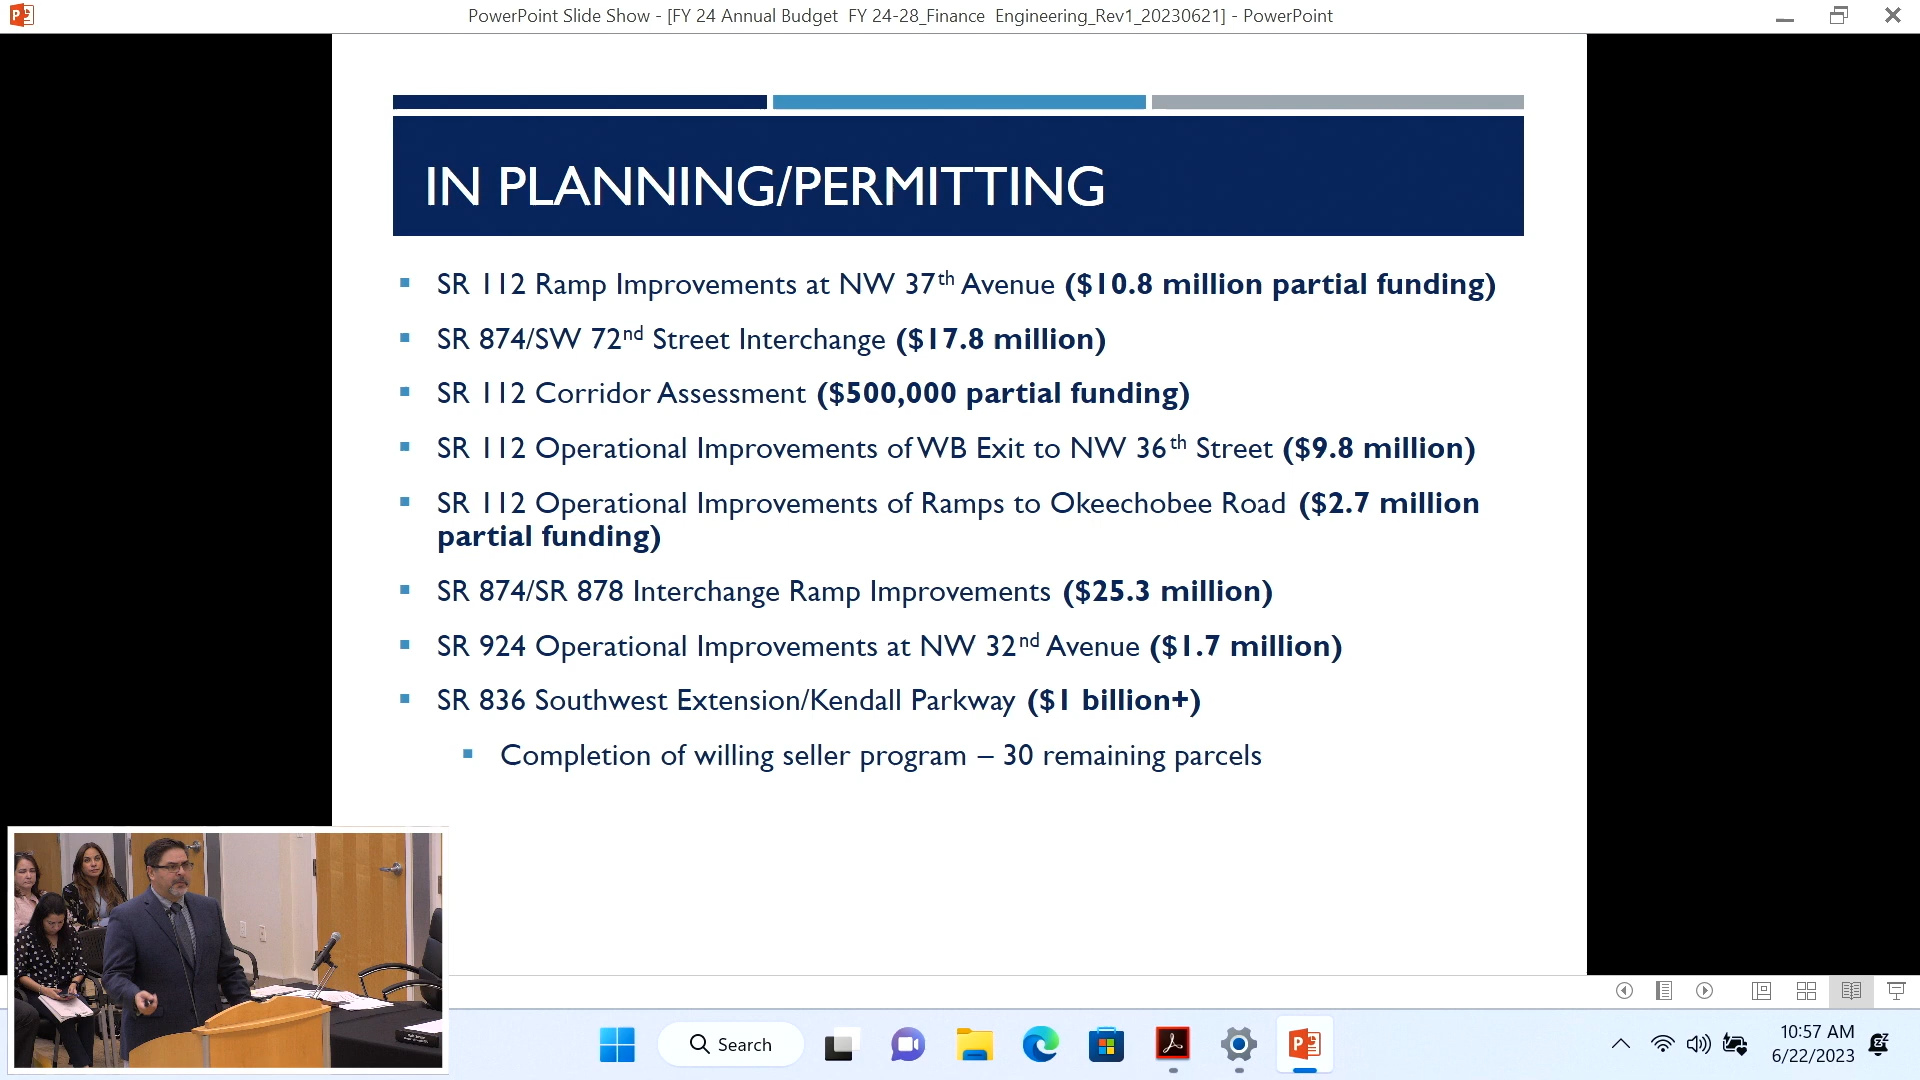 PowerPoint Slide Show - [FY 24 Annual Budget  FY 24-28_Finance  Engineering_Rev1_20230621] - PowerPoint
IN PLANNING/PERMITTING
▪ SR 112 Ramp Improvements at NW 37th Avenue ($10.8 million partial funding)
▪ SR 874/SW 72nd Street Interchange ($17.8 million)
▪ SR 112 Corridor Assessment ($500,000 partial funding)
▪ SR 112 Operational Improvements of WB Exit to NW 36th Street ($9.8 million)
▪ SR 112 Operational Improvements of Ramps to Okeechobee Road ($2.7 million
partial funding)
▪ SR 874/SR 878 Interchange Ramp Improvements ($25.3 million)
▪ SR 924 Operational Improvements at NW 32nd Avenue ($1.7 million)
▪ SR 836 Southwest Extension/Kendall Parkway ($1 billion+)
▪ Completion of willing seller program – 30 remaining parcels
Search
10:57 AM
6/22/2023